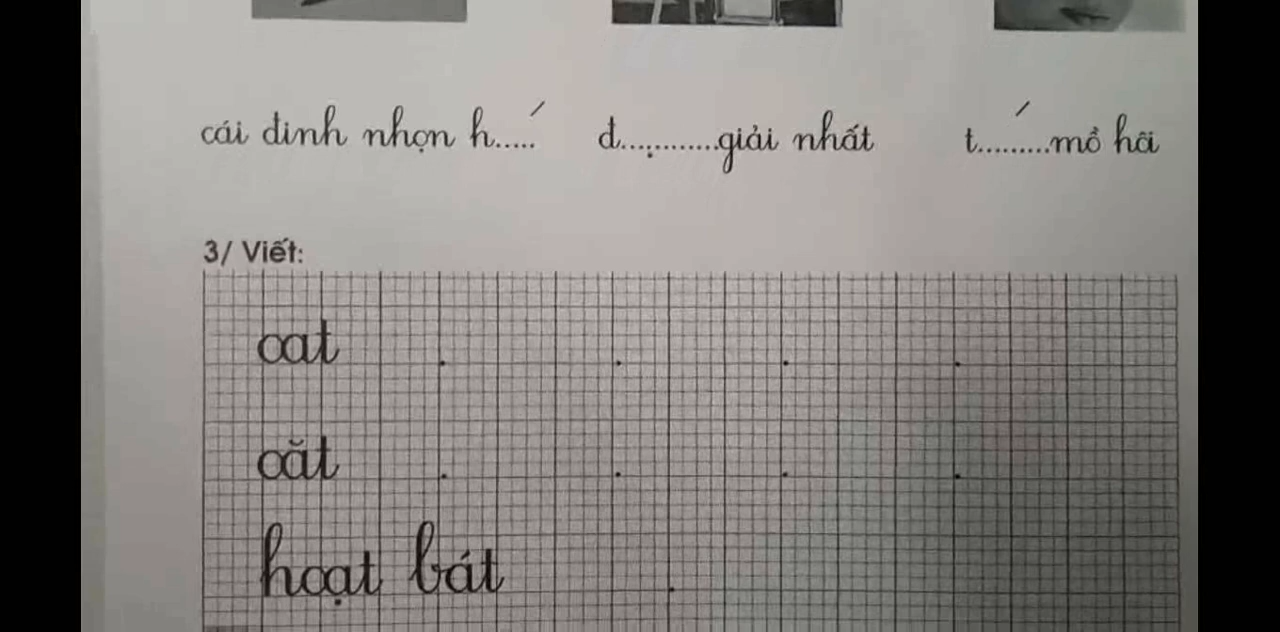 cái đinh nhọn h.....́ đ....̣........giải nhất t.....́....mồ hôi
3/ Viết:
oat
oăt
hoạt bát